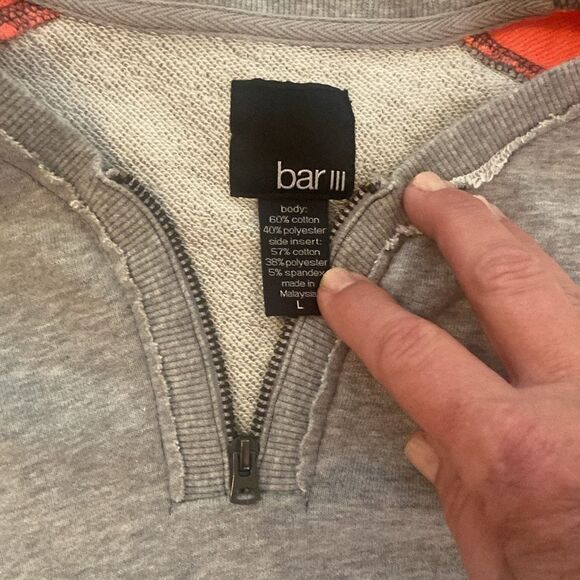 bar III
body:
60% cotton
40% polyester
side insert:
57% cotton
38% polyester
5% spandex
made in
Malaysia
L